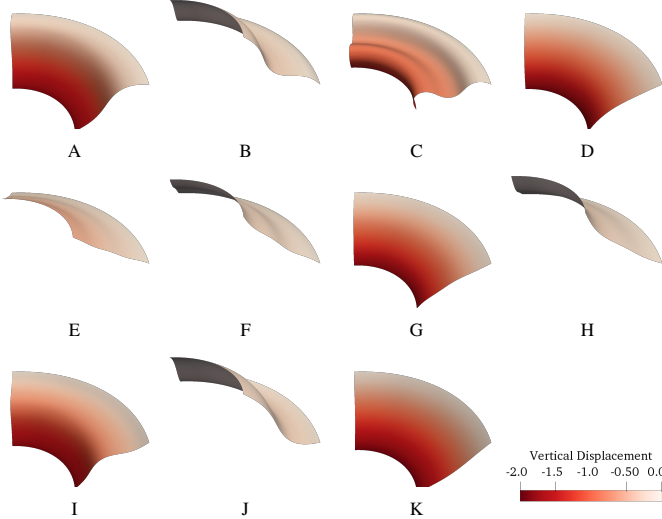 A B C D
E F G H
I J K
Vertical Displacement
-2.0 -1.5 -1.0 -0.50 0.0